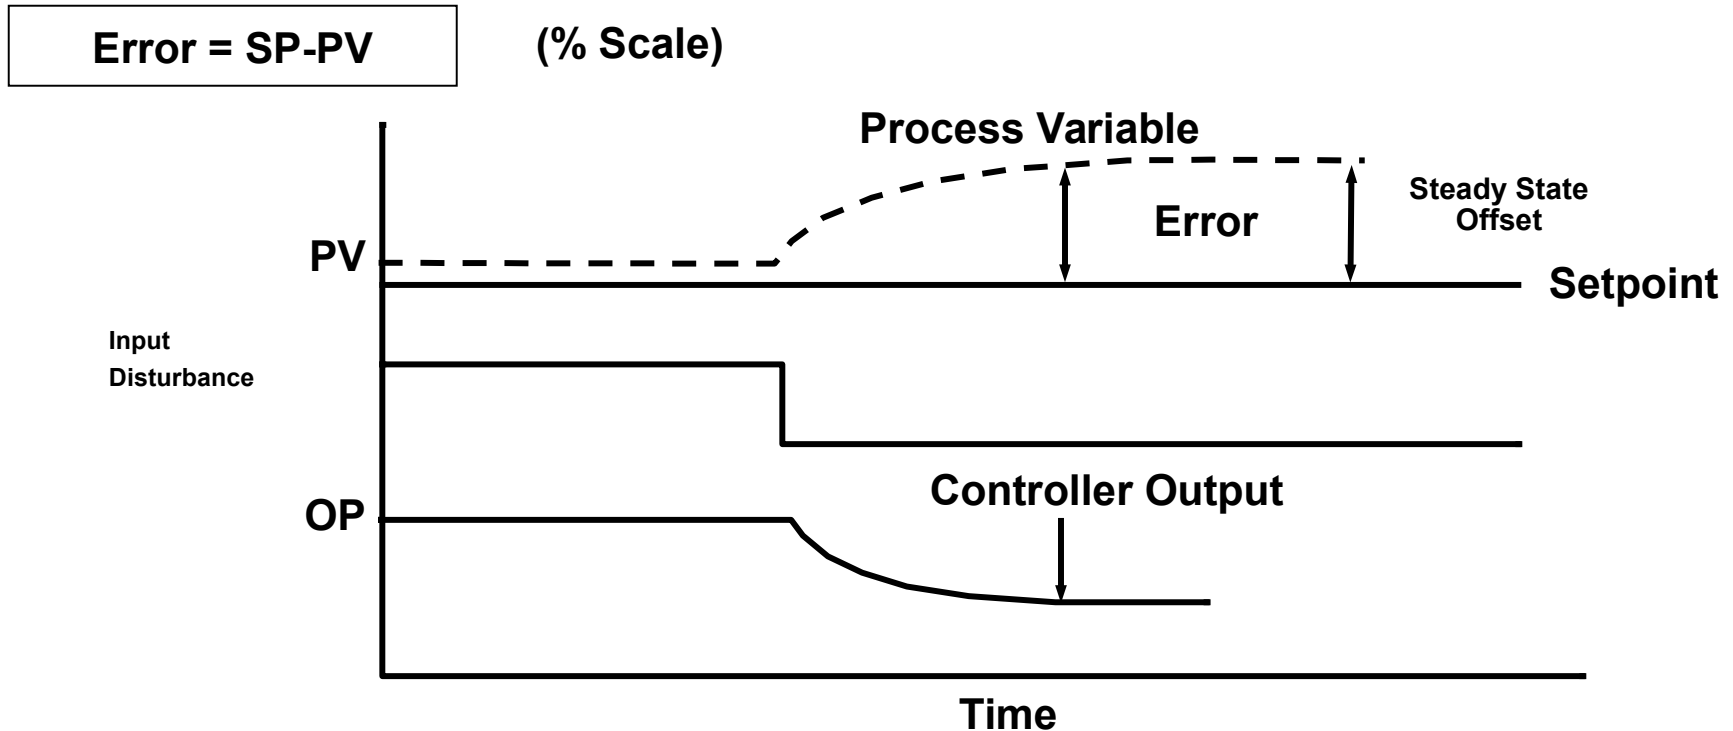 Error = SP-PV
(% Scale)
Process Variable
Steady State
Offset
Error
PV
Setpoint
Input
Disturbance
Controller Output
OP
Time